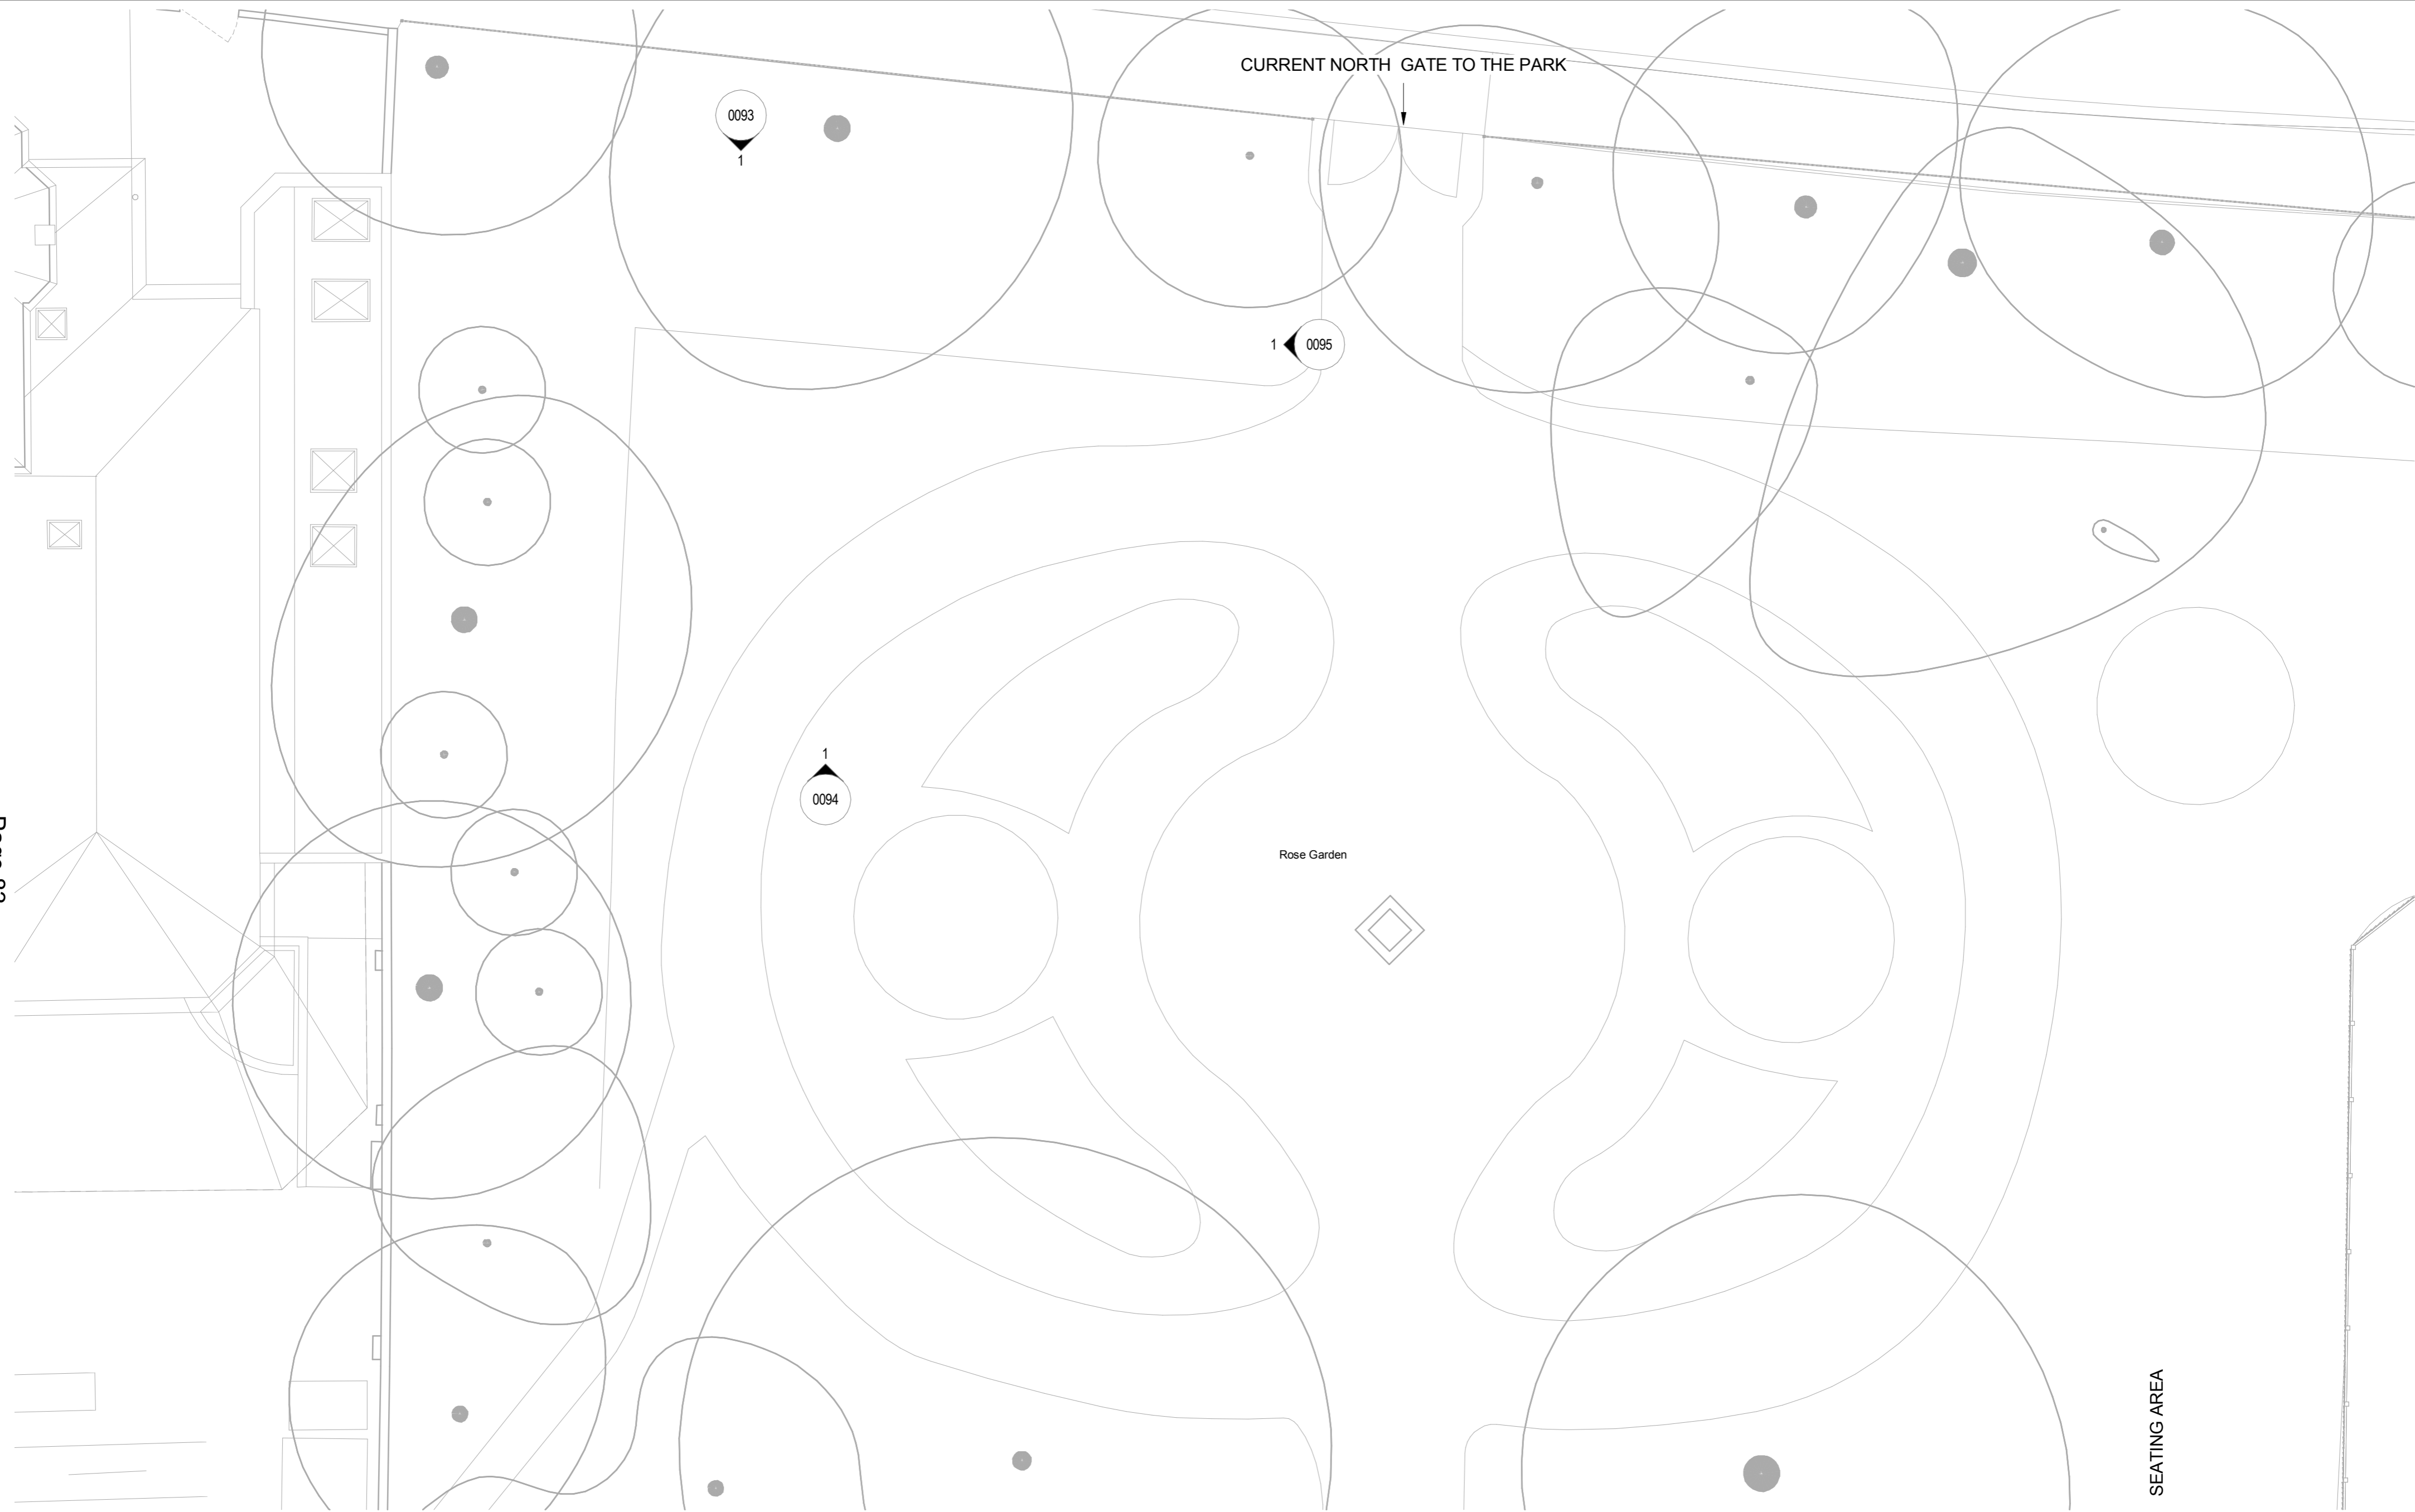 CURRENT NORTH GATE TO THE PARK
0093
1
1 0095
1
0094
Rose Garden
SEATING AREA